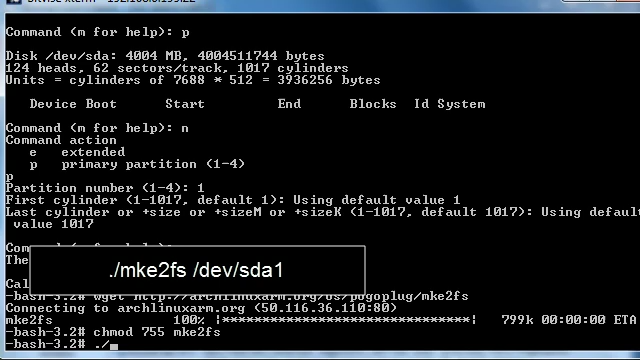 Bitvise xterm - 192.168.0.199:22
Command (m for help): p
Disk /dev/sda: 4004 MB, 4004511744 bytes
124 heads, 62 sectors/track, 1017 cylinders
Units = cylinders of 7688 * 512 = 3936256 bytes
Device Boot Start End Blocks Id System
Command (m for help): n
Command action
e extended
p primary partition (1-4)
p
Partition number (1-4): 1
First cylinder (1-1017, default 1): Using default value 1
Last cylinder or +size or +sizeM or +sizeK (1-1017, default 1017): Using default
value 1017
Com
The
./mke2fs /dev/sda1
Cal
-bash-3.2# wget http://archlinuxarm.org/os/pogoplug/mke2fs
Connecting to archlinuxarm.org (50.116.36.110:80)
mke2fs 100% |*******************************| 799k 00:00:00 ETA
-bash-3.2# chmod 755 mke2fs
-bash-3.2# ./